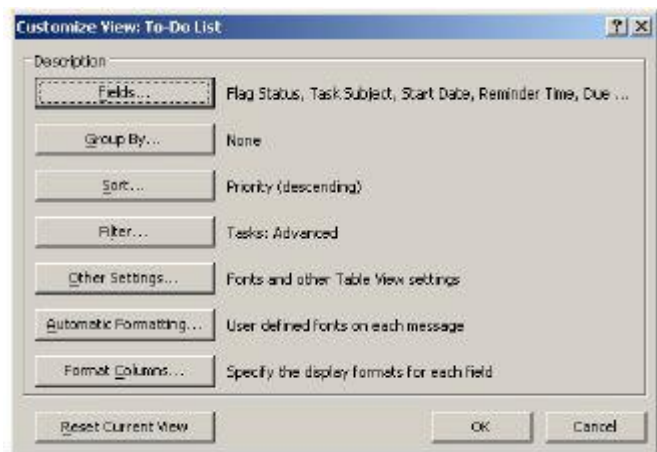 Customize View: To-Do List
Description
Fields... Flag Status, Task Subject, Start Date, Reminder Time, Due ...
Group By... None
Sort... Priority (descending)
Filter... Tasks: Advanced
Other Settings... Fonts and other Table View settings
Automatic Formatting... User defined fonts on each message
Format Columns... Specify the display formats for each field
Reset Current View OK Cancel